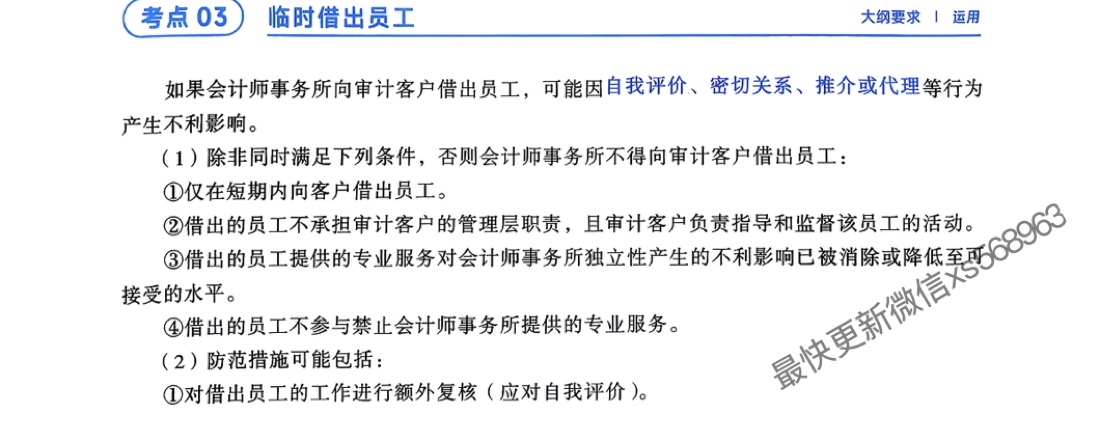 考点 03 临时借出员工 大纲要求 | 运用
如果会计师事务所向审计客户借出员工，可能因自我评价、密切关系、推介或代理等行为
产生不利影响。
（1）除非同时满足下列条件，否则会计师事务所不得向审计客户借出员工：
①仅在短期内向客户借出员工。
②借出的员工不承担审计客户的管理层职责，且审计客户负责指导和监督该员工的活动。
③借出的员工提供的专业服务对会计师事务所独立性产生的不利影响已被消除或降低至可
接受的水平。
④借出的员工不参与禁止会计师事务所提供的专业服务。
（2）防范措施可能包括：
①对借出员工的工作进行额外复核（应对自我评价）。
最快更新微信xs568963